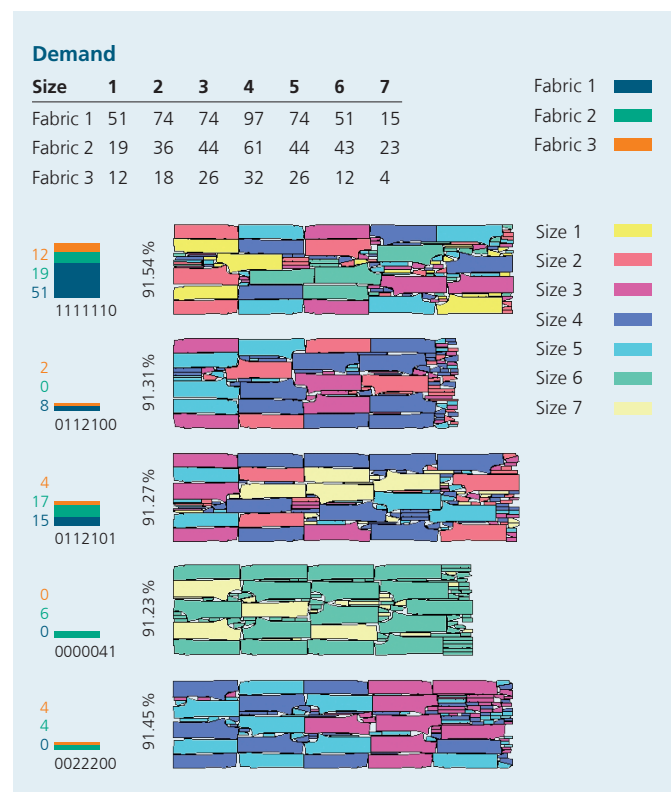 Demand
Size 1 2 3 4 5 6 7
Fabric 1 51 74 74 97 74 51 15
Fabric 2 19 36 44 61 44 43 23
Fabric 3 12 18 26 32 26 12 4
Fabric 1
Fabric 2
Fabric 3
12
19
51
1111110
91.54 %
Size 1
Size 2
Size 3
Size 4
Size 5
Size 6
Size 7
2
0
8
0112100
91.31 %
4
17
15
0112101
91.27 %
0
6
0
0000041
91.23 %
4
4
0
0022200
91.45 %